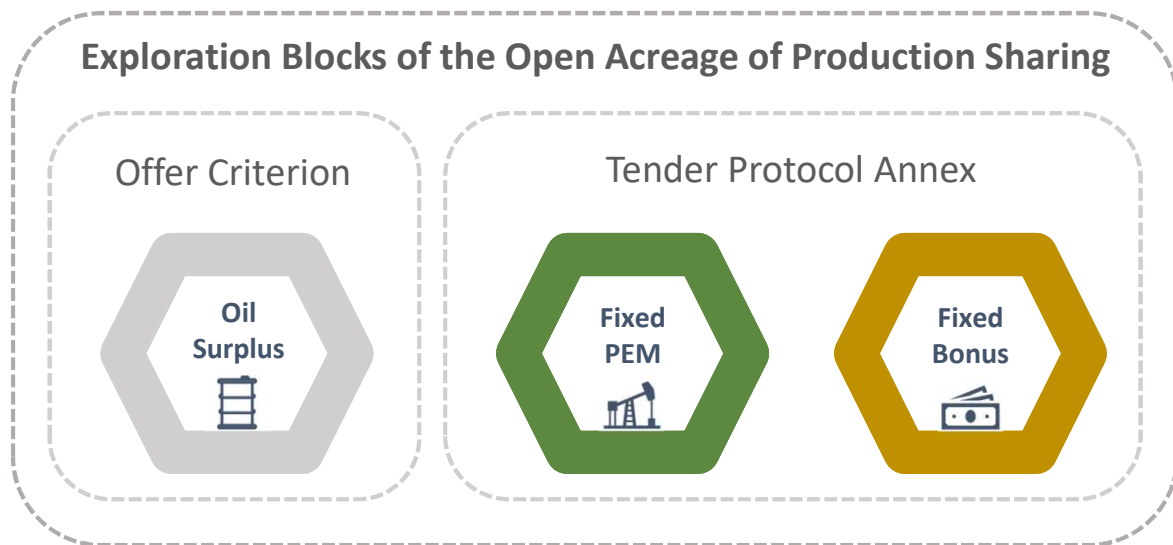 Exploration Blocks of the Open Acreage of Production Sharing
Offer Criterion
Tender Protocol Annex
Oil
Surplus
Fixed
PEM
Fixed
Bonus